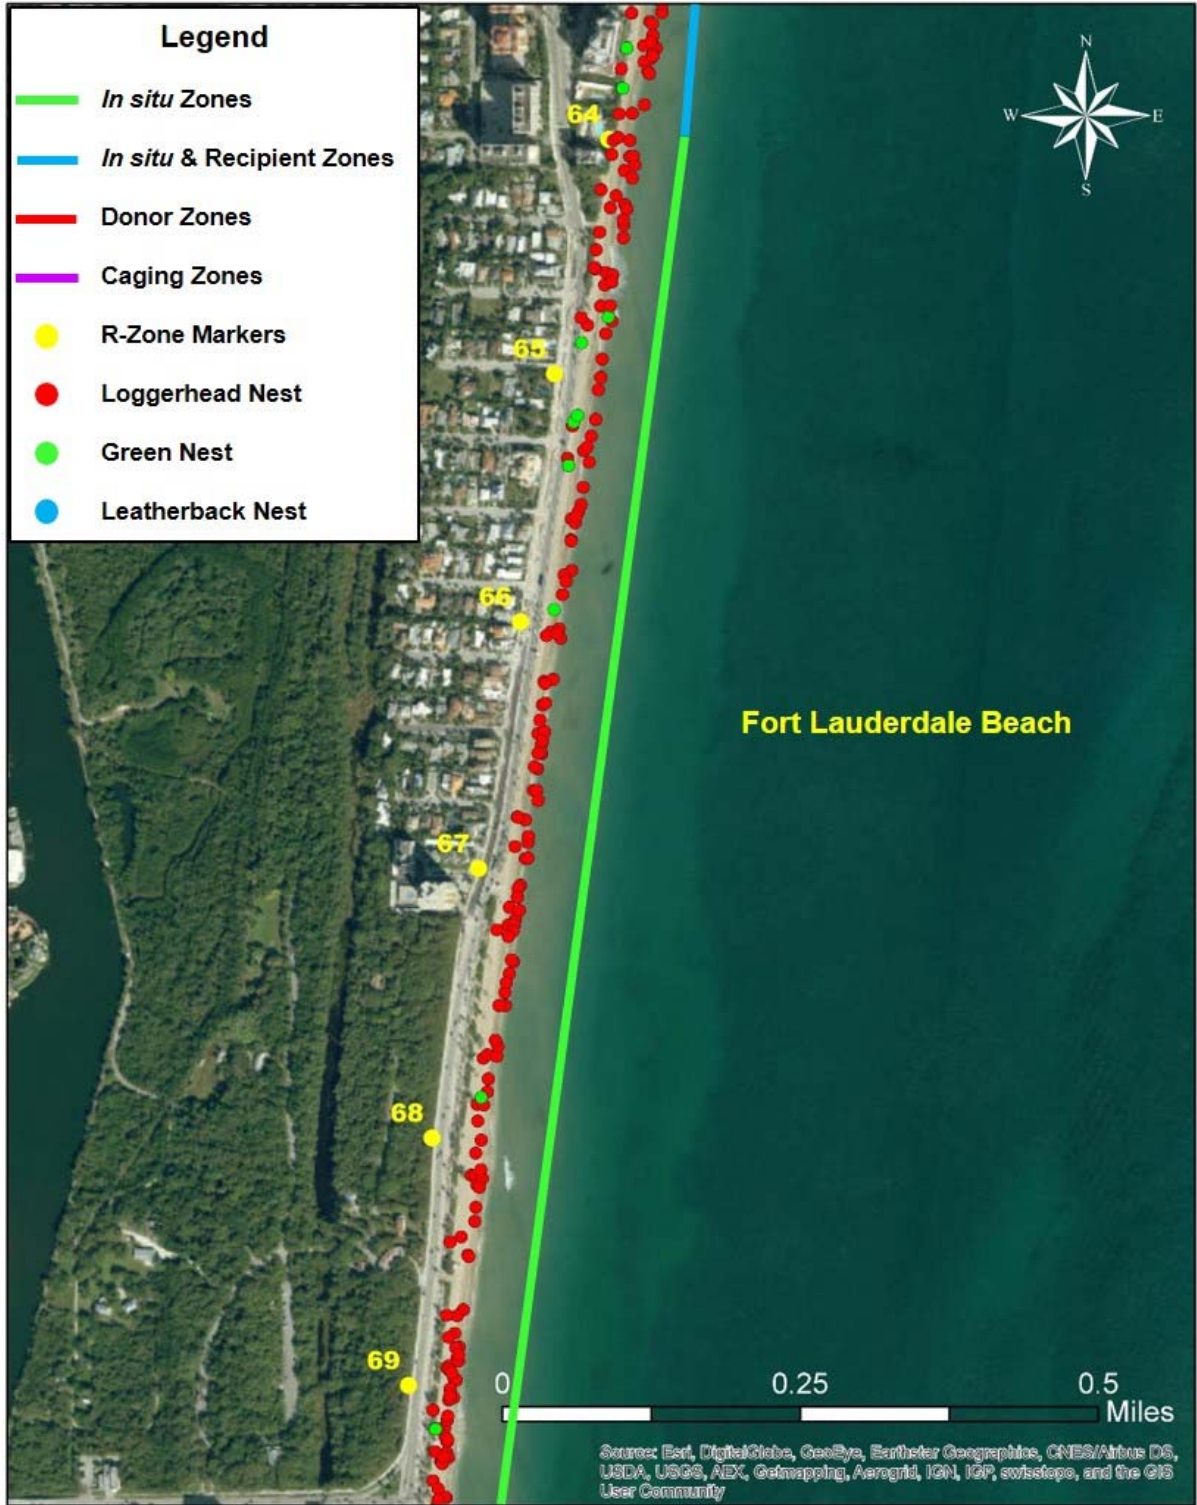 Legend
In situ Zones
In situ & Recipient Zones
Donor Zones
Caging Zones
R-Zone Markers
Loggerhead Nest
Green Nest
Leatherback Nest
N
W
E
S
64
65
66
67
68
69
Fort Lauderdale Beach
0
0.25
0.5
Miles
Source: Esri, DigitalGlobe, GeoEye, Earthstar Geographics, CNES/Airbus DS,
USDA, USGS, AEX, Getmapping, Aerogrid, IGN, IGP, swisstopo, and the GIS
User Community